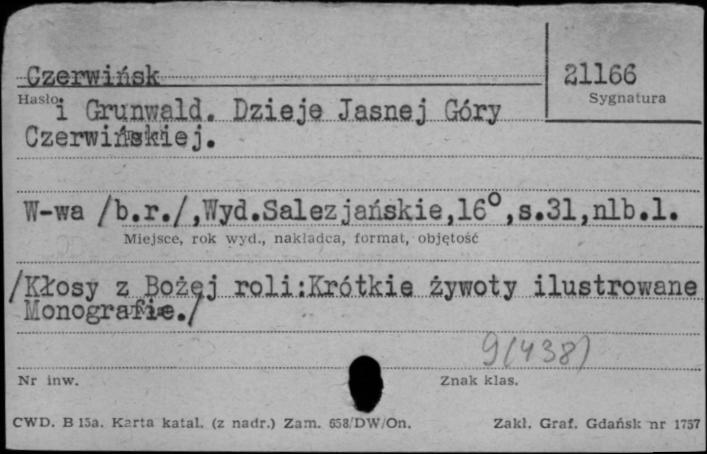 Czerwińsk
21166
Hasło
Sygnatura
i Grunwald. Dzieje Jasnej Góry
Czerwińskiej.
W-wa /b.r./,Wyd.Salezjańskie,16°,s.31,nlb.l.
Miejsce, rok wyd., nakładca, format, objętość
/Kłosy z Bożej roli:Krótkie żywoty ilustrowane
Monografie./
9(438)
Nr inw.
Znak klas.
CWD. B 15a. Karta katal. (z nadr.) Zam. 658/DW/On.
Zakl. Graf. Gdańsk nr 1757